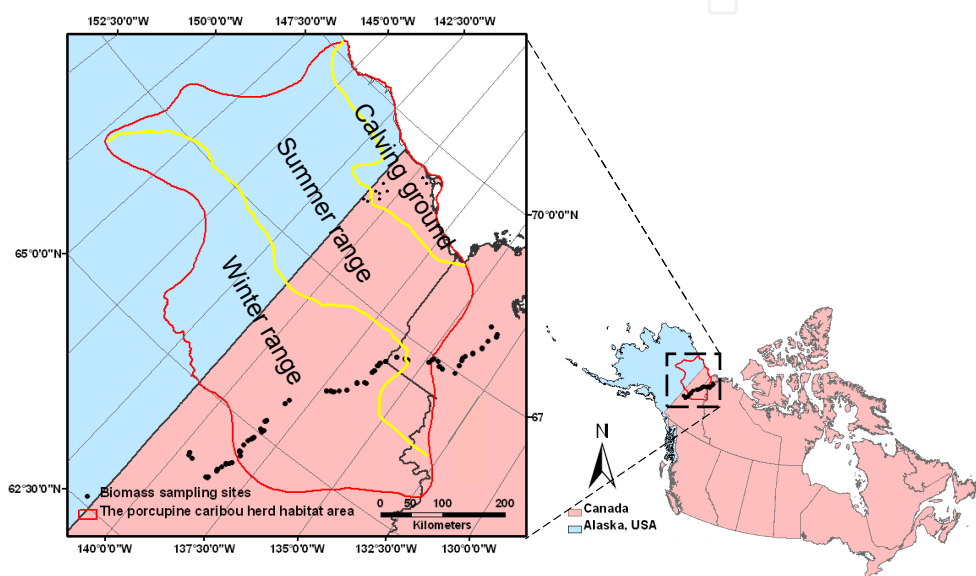 152°30'0"W 150°0'0"W 147°30'0"W 145°0'0"W 142°30'0"W
Calving ground
Summer range
Winter range
70°0'0"N
65°0'0"N
67
62°30'0"N
Biomass sampling sites
The porcupine caribou herd habitat area
0 50 100 200
Kilometers
140°0'0"W 137°30'0"W 135°0'0"W 132°30'0"W 130°0'0"W
N
Canada
Alaska, USA